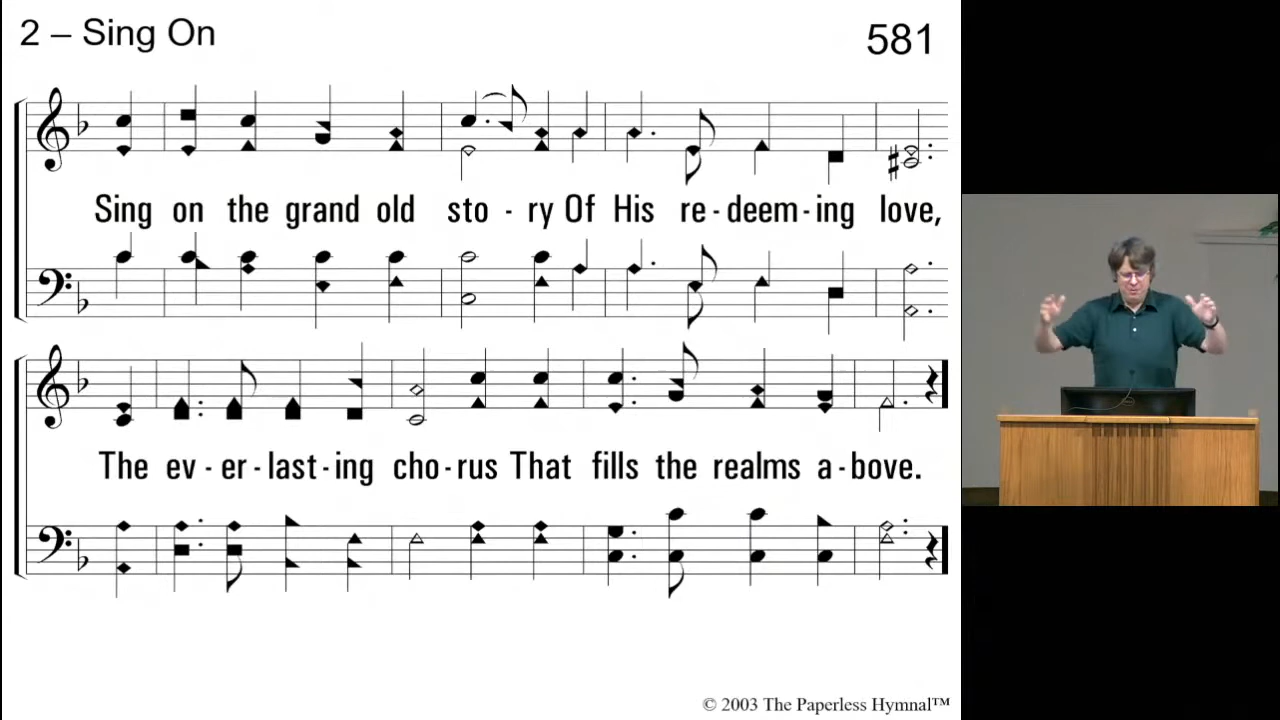 2 – Sing On
581
Sing on the grand old sto - ry Of His re - deem - ing love,
The ev - er - last - ing cho - rus That fills the realms a - bove.
© 2003 The Paperless Hymnal™